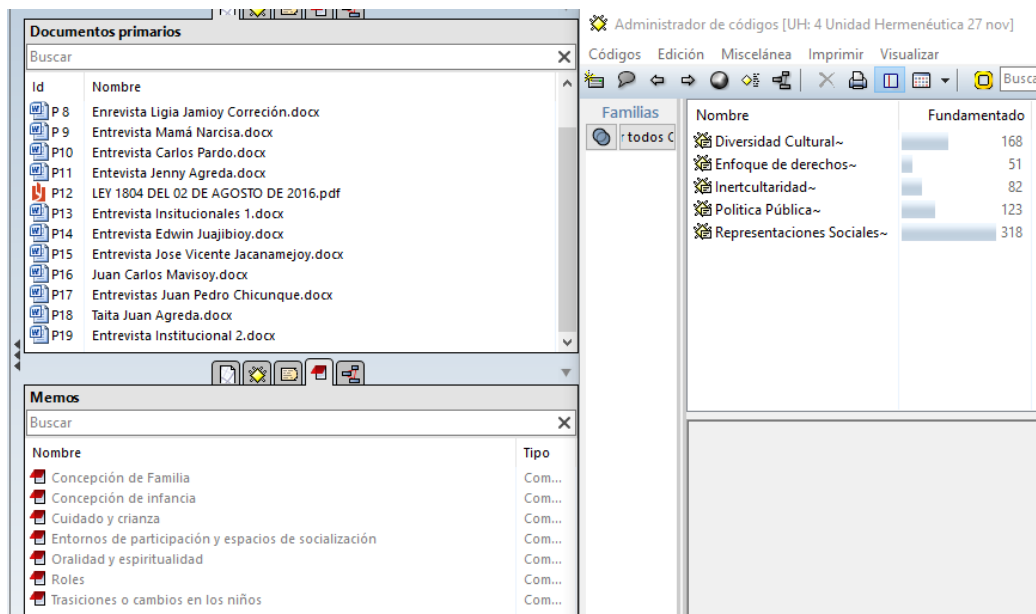 Documentos primarios
Buscar
Id Nombre
P 8 Enrevista Ligia Jamioy Correción.docx
P 9 Entrevista Mamá Narcisa.docx
P10 Entrevista Carlos Pardo.docx
P11 Entevista Jenny Agreda.docx
P12 LEY 1804 DEL 02 DE AGOSTO DE 2016.pdf
P13 Entrevista Insitucionales 1.docx
P14 Entrevista Edwin Juajibioy.docx
P15 Entrevista Jose Vicente Jacanamejoy.docx
P16 Juan Carlos Mavisoy.docx
P17 Entrevistas Juan Pedro Chicunque.docx
P18 Taita Juan Agreda.docx
P19 Entrevista Institucional 2.docx
Memos
Buscar
Nombre Tipo
Concepción de Familia Com...
Concepción de infancia Com...
Cuidado y crianza Com...
Entornos de participación y espacios de socialización Com...
Oralidad y espiritualidad Com...
Roles Com...
Trasiciones o cambios en los niños Com...
Administrador de códigos [UH: 4 Unidad Hermenéutica 27 nov]
Códigos Edición Miscelánea Imprimir Visualizar
Busca
Familias
todos C
Nombre Fundamentado
Diversidad Cultural~ 168
Enfoque de derechos~ 51
Inertcultaridad~ 82
Politica Pública~ 123
Representaciones Sociales~ 318